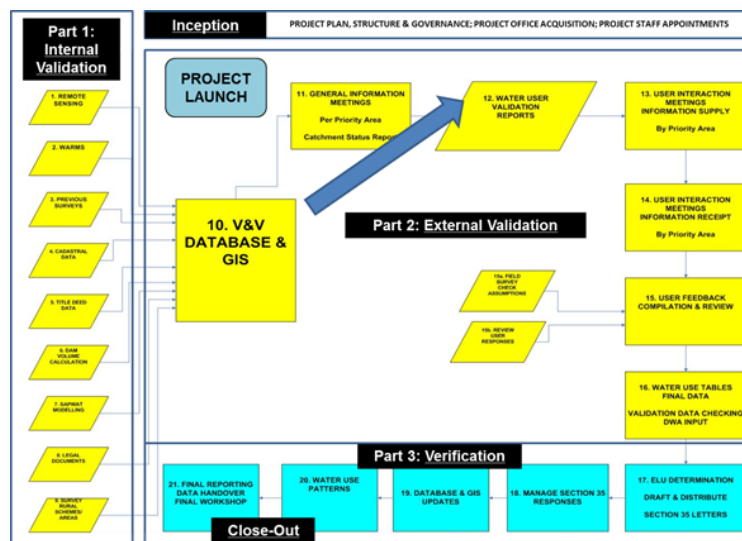 Part 1:
Internal
Validation
Inception
PROJECT PLAN, STRUCTURE & GOVERNANCE; PROJECT OFFICE ACQUISITION; PROJECT STAFF APPOINTMENTS
PROJECT
LAUNCH
1. REMOTE
SENSING
2. WARMS
3. PREVIOUS
SURVEYS
4. CADASTRAL
DATA
5. TITLE DEED
DATA
6. DAM
VOLUME
CALCULATION
7. SAPWAT
MODELLING
8. LEGAL
DOCUMENTS
9. SURVEY
RURAL
SCHEMES/
AREAS
10. V&V
DATABASE &
GIS
11. GENERAL INFORMATION
MEETINGS
Per Priority Area
Catchment Status Report
12. WATER USER
VALIDATION
REPORTS
13. USER INTERACTION
MEETINGS
INFORMATION SUPPLY
By Priority Area
Part 2: External Validation
14. USER INTERACTION
MEETINGS
INFORMATION RECEIPT
By Priority Area
15a. FIELD
SURVEY
CHECK
ASSUMPTIONS
15b. REVIEW
USER
RESPONSES
15. USER FEEDBACK
COMPILATION & REVIEW
16. WATER USE TABLES
FINAL DATA
VALIDATION DATA CHECKING
DWA INPUT
Part 3: Verification
17. ELU DETERMINATION
DRAFT & DISTRIBUTE
SECTION 35 LETTERS
18. MANAGE SECTION 35
RESPONSES
19. DATABASE & GIS
UPDATES
20. WATER USE
PATTERNS
21. FINAL REPORTING
DATA HANDOVER
FINAL WORKSHOP
Close-Out